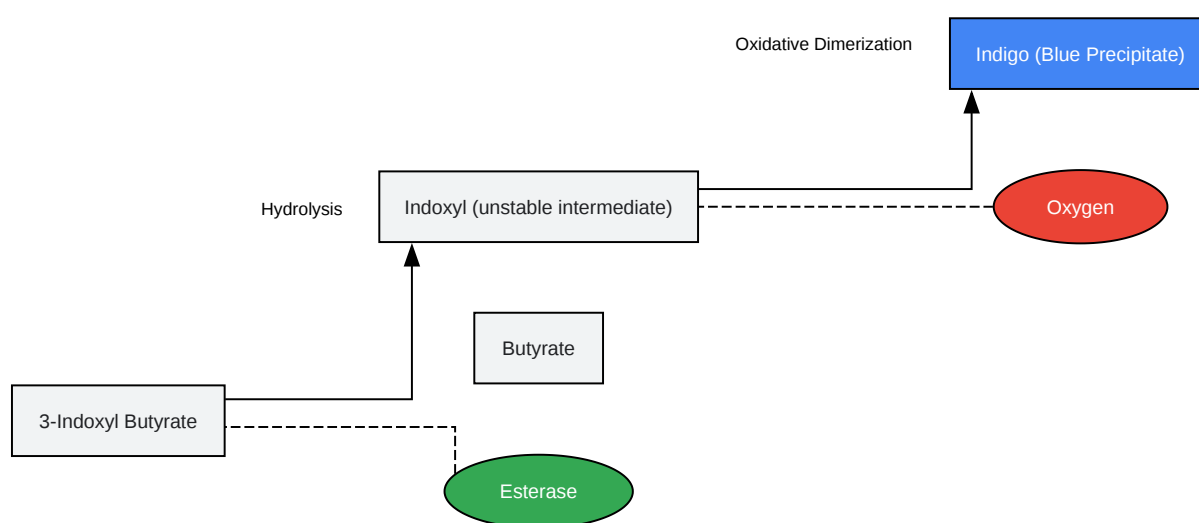 Oxidative Dimerization
Indigo (Blue Precipitate)
Hydrolysis
Indoxyl (unstable intermediate)
Oxygen
Butyrate
3-Indoxyl Butyrate
Esterase